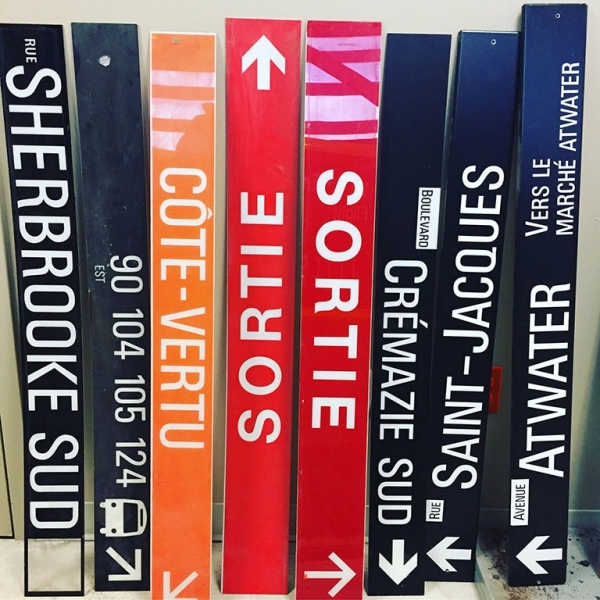 RUE
SHERBROOKE SUD
90 104 105 124
EST
CÔTE-VERTU
SORTIE
SORTIE
BOULEVARD
CRÉMAZIE SUD
RUE
SAINT-JACQUES
AVENUE
ATWATER
VERS LE
MARCHÉ ATWATER